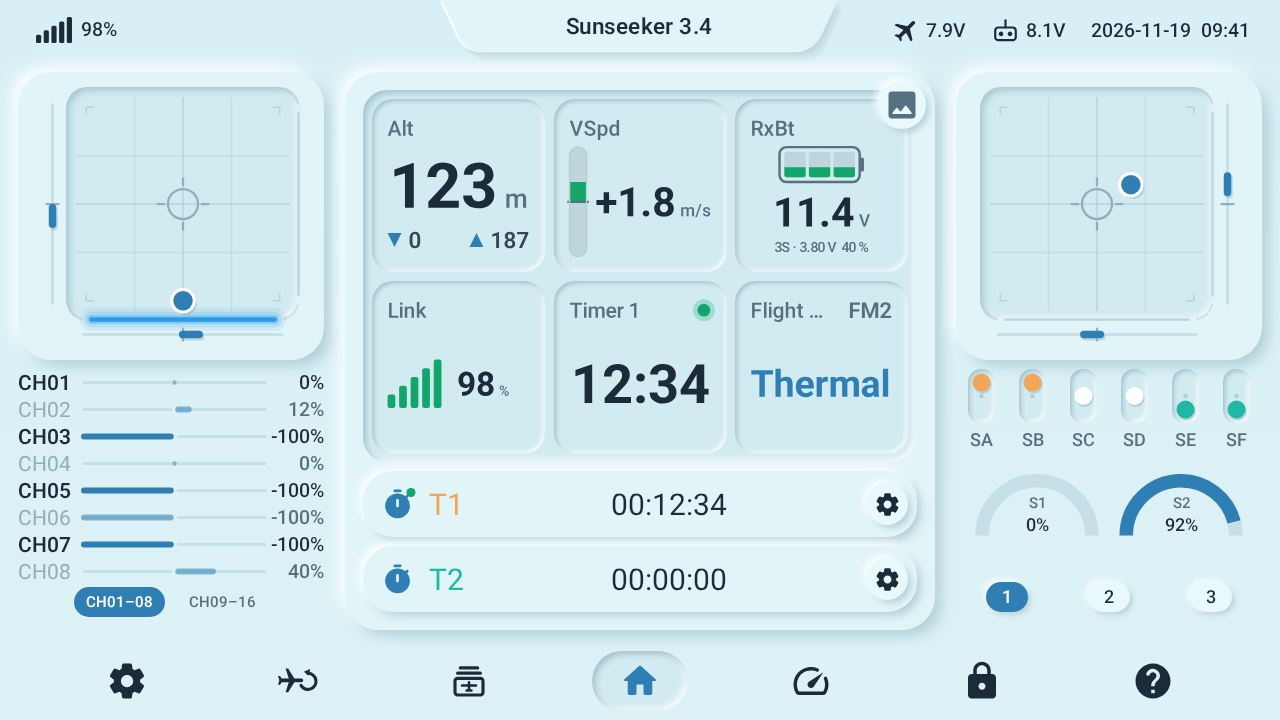 98%
Sunseeker 3.4
7.9V
8.1V
2026-11-19 09:41
Alt
123 m
▼ 0 ▲ 187
VSpd
+1.8 m/s
RxBt
11.4 V
3S · 3.80 V 40 %
Link
98 %
Timer 1
12:34
Flight ... FM2
Thermal
T1 00:12:34
T2 00:00:00
CH01 0%
CH02 12%
CH03 -100%
CH04 0%
CH05 -100%
CH06 -100%
CH07 -100%
CH08 40%
CH01–08 CH09–16
SA SB SC SD SE SF
S1 S2
0% 92%
1 2 3